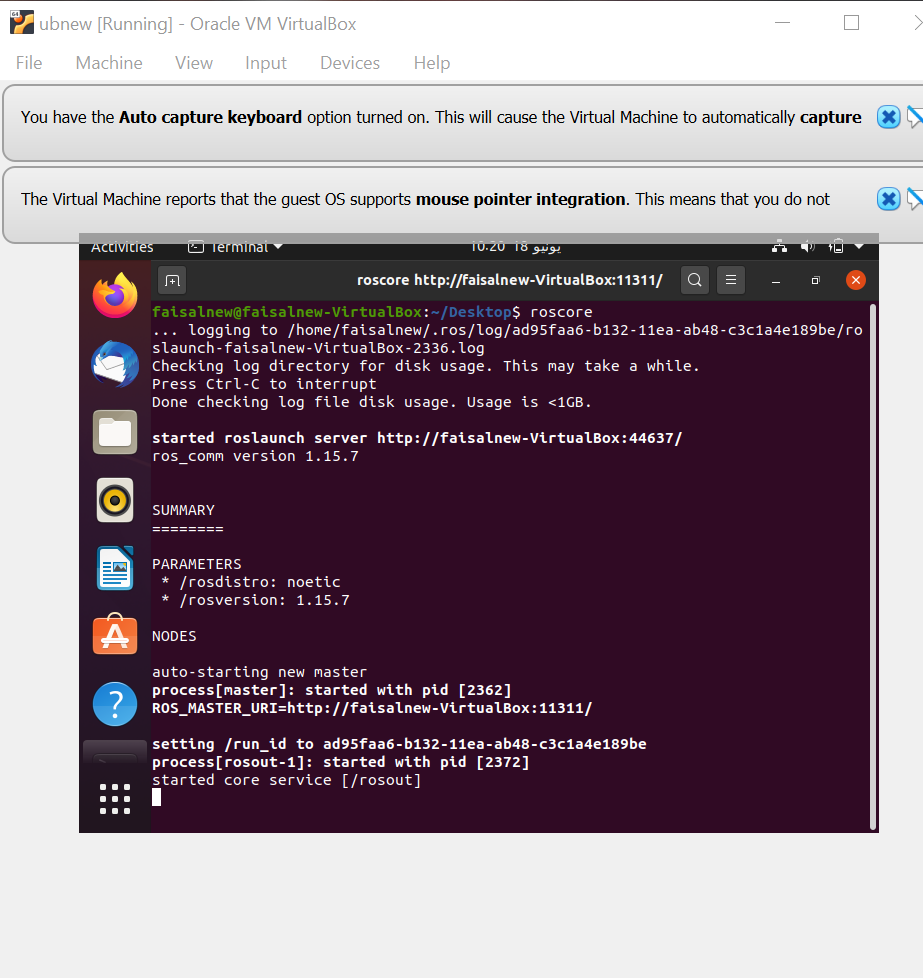 ubnew [Running] - Oracle VM VirtualBox
File Machine View Input Devices Help
You have the Auto capture keyboard option turned on. This will cause the Virtual Machine to automatically capture
The Virtual Machine reports that the guest OS supports mouse pointer integration. This means that you do not
Activities Terminal 10:20 18 يونيو
roscore http://faisalnew-VirtualBox:11311/
faisalnew@faisalnew-VirtualBox:~/Desktop$ roscore
... logging to /home/faisalnew/.ros/log/ad95faa6-b132-11ea-ab48-c3c1a4e189be/ro
slaunch-faisalnew-VirtualBox-2336.log
Checking log directory for disk usage. This may take a while.
Press Ctrl-C to interrupt
Done checking log file disk usage. Usage is <1GB.
started roslaunch server http://faisalnew-VirtualBox:44637/
ros_comm version 1.15.7
SUMMARY
========
PARAMETERS
* /rosdistro: noetic
* /rosversion: 1.15.7
NODES
auto-starting new master
process[master]: started with pid [2362]
ROS_MASTER_URI=http://faisalnew-VirtualBox:11311/
setting /run_id to ad95faa6-b132-11ea-ab48-c3c1a4e189be
process[rosout-1]: started with pid [2372]
started core service [/rosout]